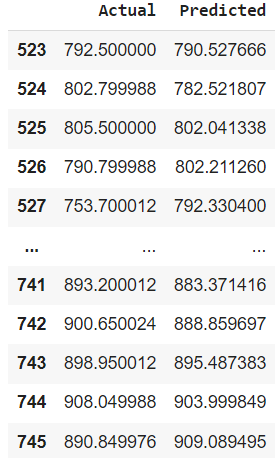 Actual Predicted
523 792.500000 790.527666
524 802.799988 782.521807
525 805.500000 802.041338
526 790.799988 802.211260
527 753.700012 792.330400
... ... ...
741 893.200012 883.371416
742 900.650024 888.859697
743 898.950012 895.487383
744 908.049988 903.999849
745 890.849976 909.089495